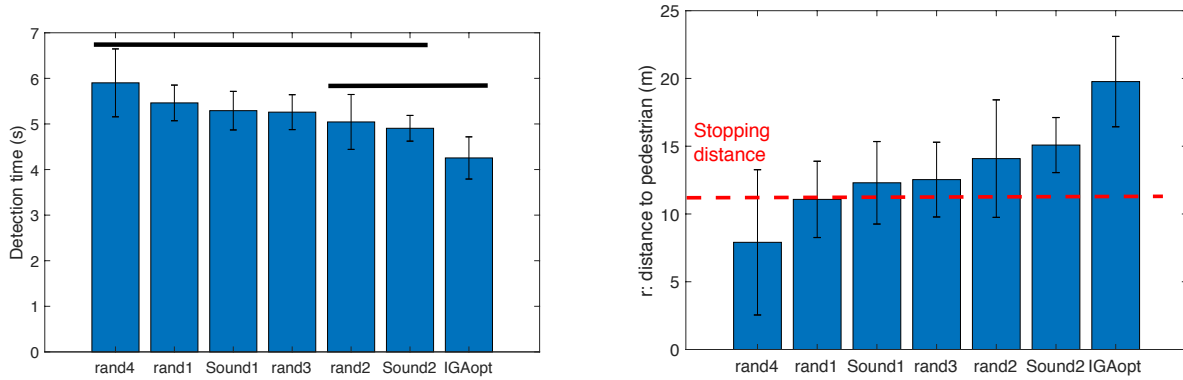 Detection time (s)
7
6
5
4
3
2
1
0
rand4 rand1 Sound1 rand3 rand2 Sound2 IGAopt
r: distance to pedestrian (m)
25
20
15
10
5
0
Stopping
distance
rand4 rand1 Sound1 rand3 rand2 Sound2 IGAopt